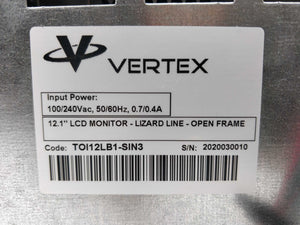 VERTEX
Input Power:
100/240Vac, 50/60Hz, 0.7/0.4A
12.1" LCD MONITOR - LIZARD LINE - OPEN FRAME
Code: TOI12LB1-SIN3 S/N: 2020030010